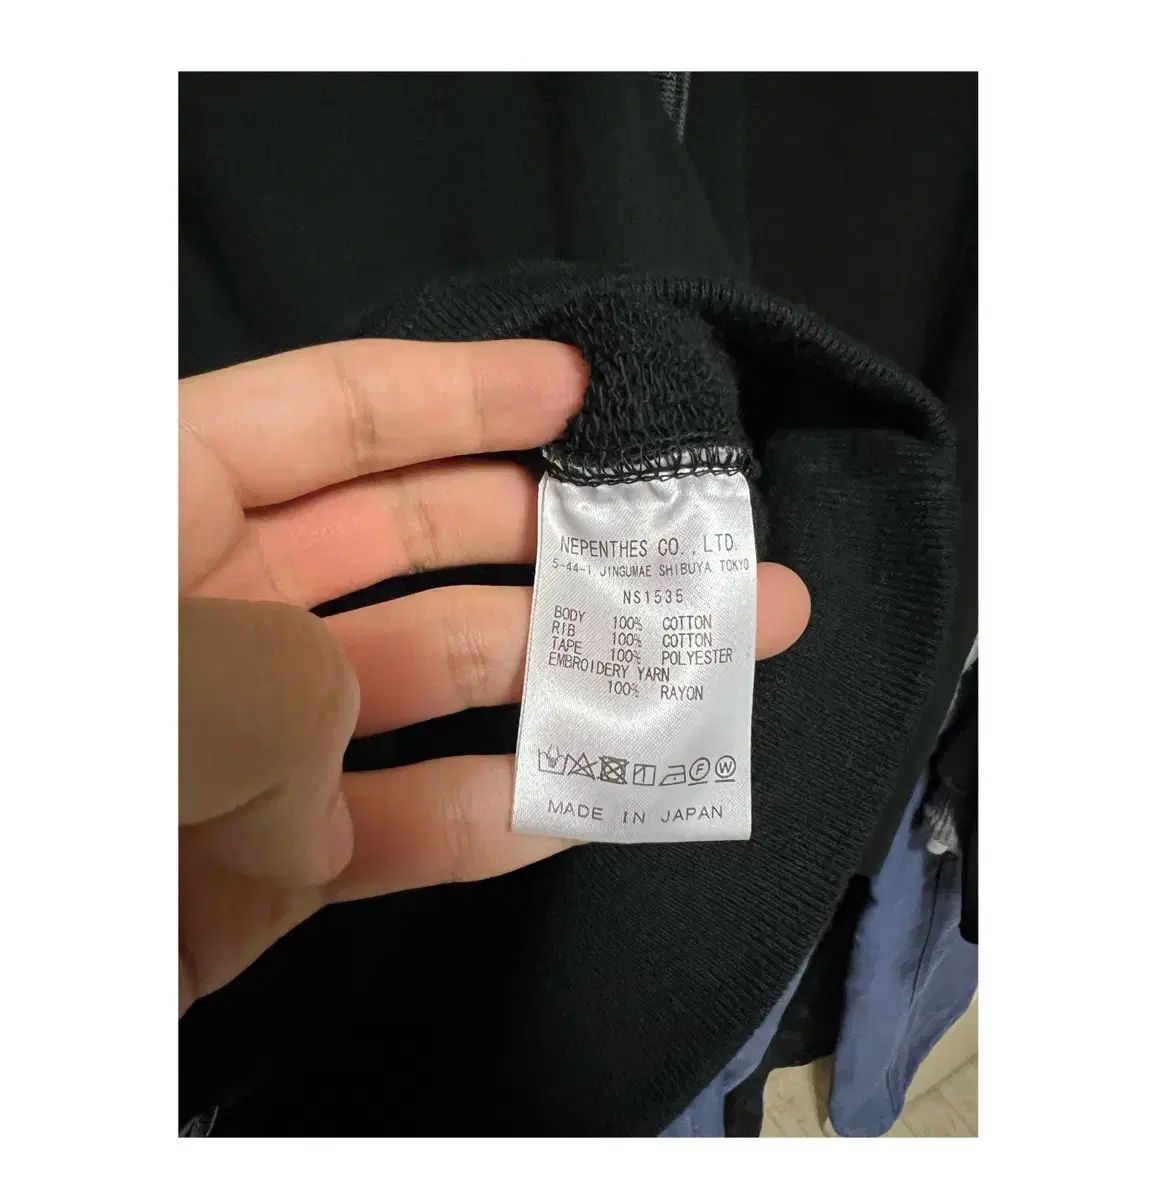 NEPENTHES CO., LTD.
5-44-1, JINGUMAE SHIBUYA, TOKYO
NS1535
BODY 100% COTTON
RIB 100% COTTON
TAPE 100% POLYESTER
EMBROIDERY YARN
100% RAYON
F W
MADE IN JAPAN